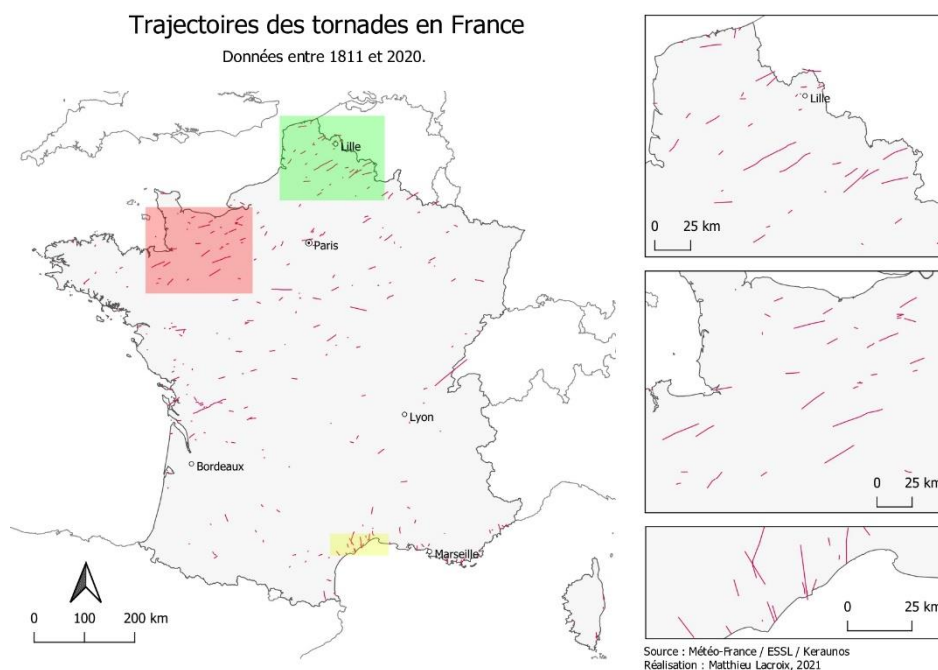 Trajectoires des tornades en France
Données entre 1811 et 2020.
Lille
Paris
Lyon
Bordeaux
Marseille
0 100 200 km
Lille
0 25 km
0 25 km
0 25 km
Source : Météo-France / ESSL / Keraunos
Réalisation : Matthieu Lacroix, 2021